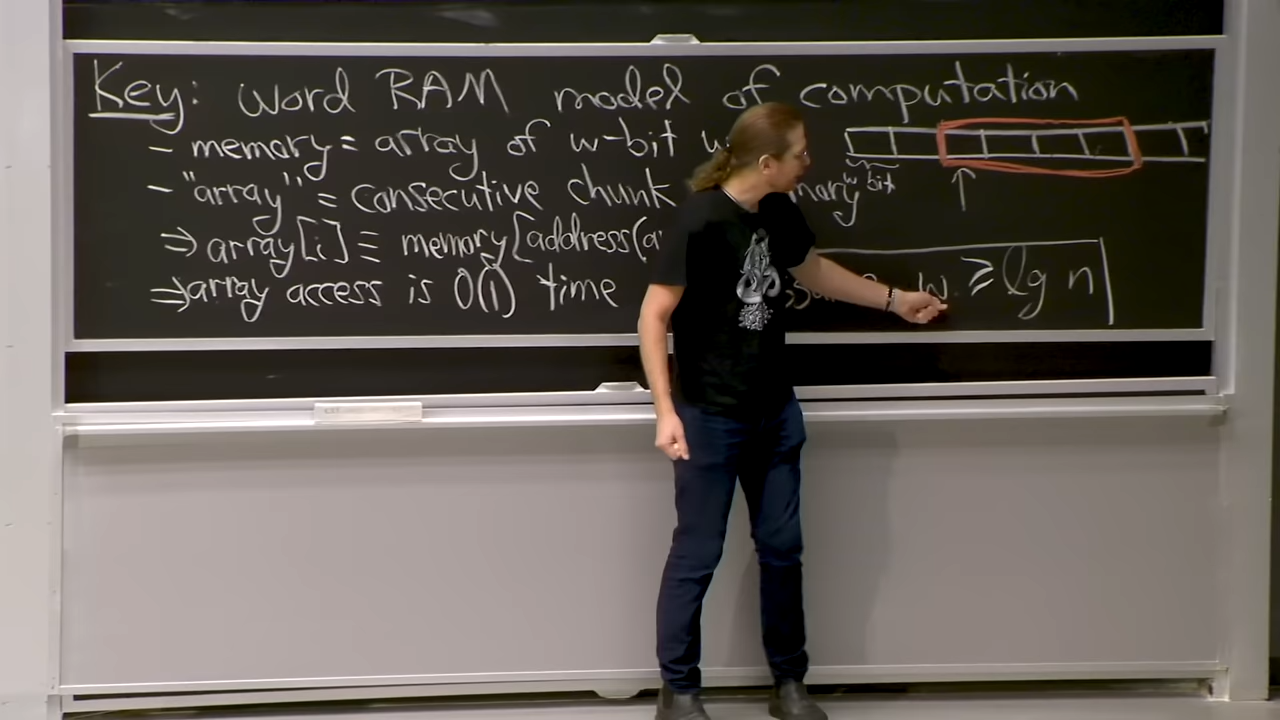 Key: word RAM model of computation
- memory = array of w-bit
w bit
- "array" = consecutive chunk
⇒ array[i] ≡ memory[address(a
⇒ array access is O(1) time
w ≥ lg n